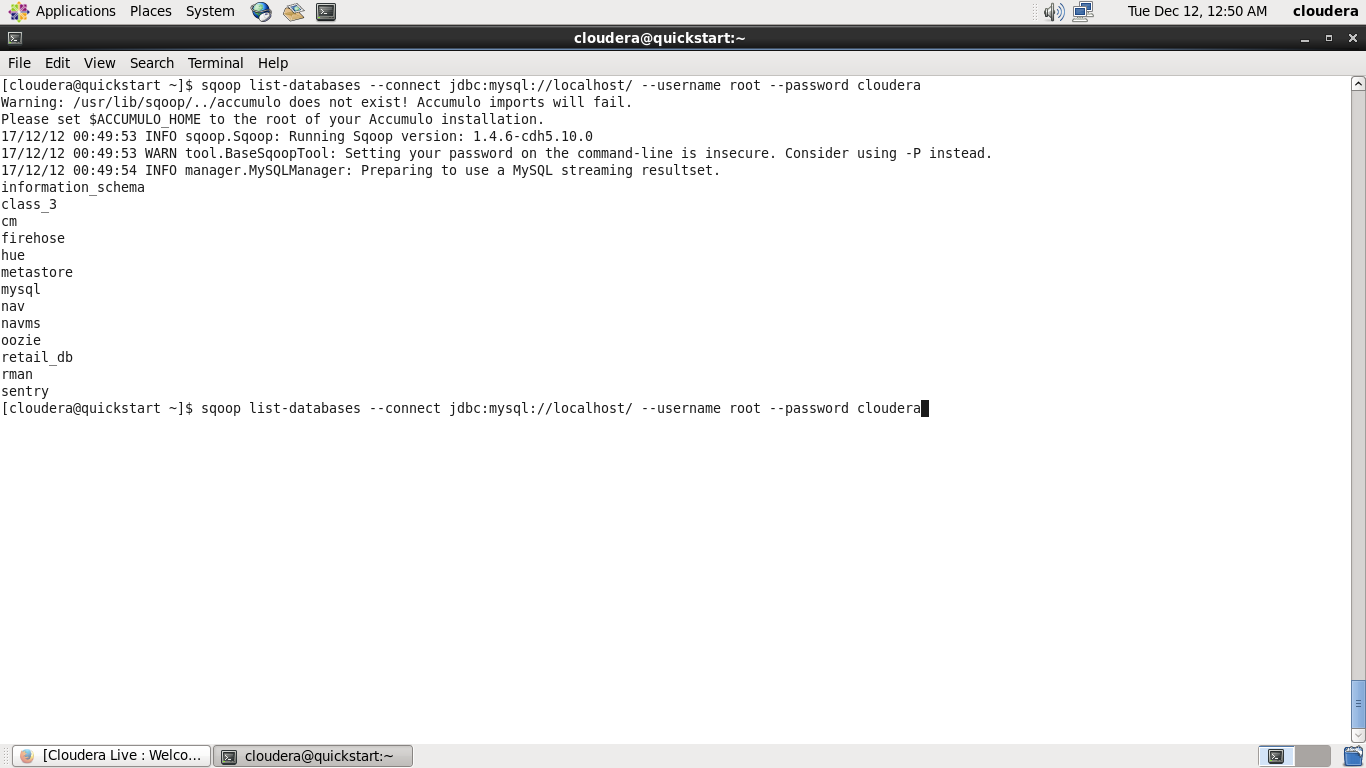 Applications Places System Tue Dec 12, 12:50 AM cloudera
cloudera@quickstart:~
File Edit View Search Terminal Help
[cloudera@quickstart ~]$ sqoop list-databases --connect jdbc:mysql://localhost/ --username root --password cloudera
Warning: /usr/lib/sqoop/../accumulo does not exist! Accumulo imports will fail.
Please set $ACCUMULO_HOME to the root of your Accumulo installation.
17/12/12 00:49:53 INFO sqoop.Sqoop: Running Sqoop version: 1.4.6-cdh5.10.0
17/12/12 00:49:53 WARN tool.BaseSqoopTool: Setting your password on the command-line is insecure. Consider using -P instead.
17/12/12 00:49:54 INFO manager.MySQLManager: Preparing to use a MySQL streaming resultset.
information_schema
class_3
cm
firehose
hue
metastore
mysql
nav
navms
oozie
retail_db
rman
sentry
[cloudera@quickstart ~]$ sqoop list-databases --connect jdbc:mysql://localhost/ --username root --password cloudera
[Cloudera Live : Welco... cloudera@quickstart:~